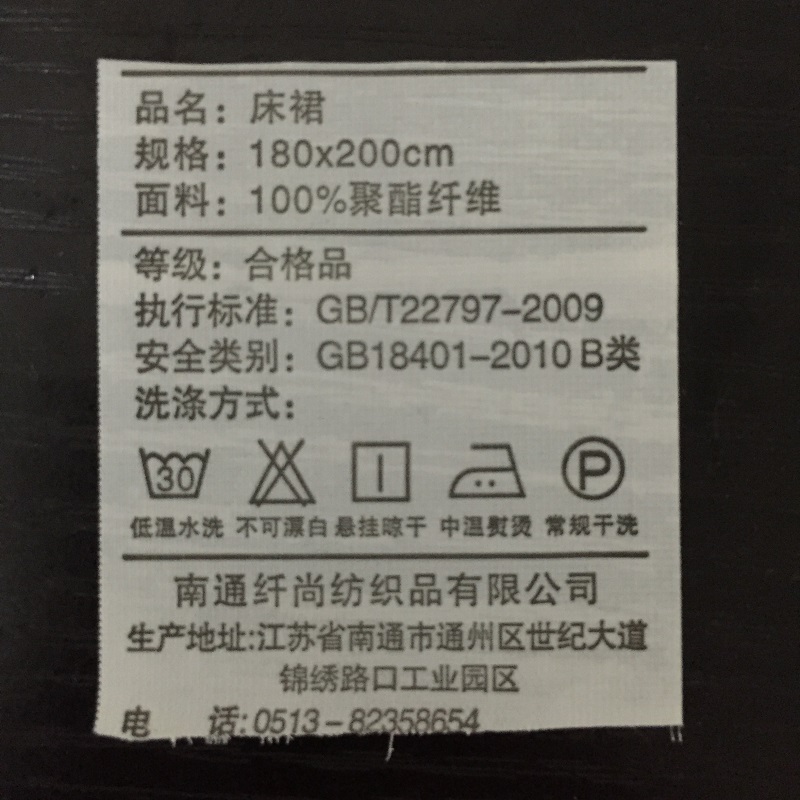 品名：床裙
规格：180x200cm
面料：100%聚酯纤维
等级：合格品
执行标准：GB/T22797-2009
安全类别：GB18401-2010 B类
洗涤方式：
30 P
低温水洗 不可漂白 悬挂晾干 中温熨烫 常规干洗
南通纤尚纺织品有限公司
生产地址:江苏省南通市通州区世纪大道
锦绣路口工业园区
电 话:0513-82358654